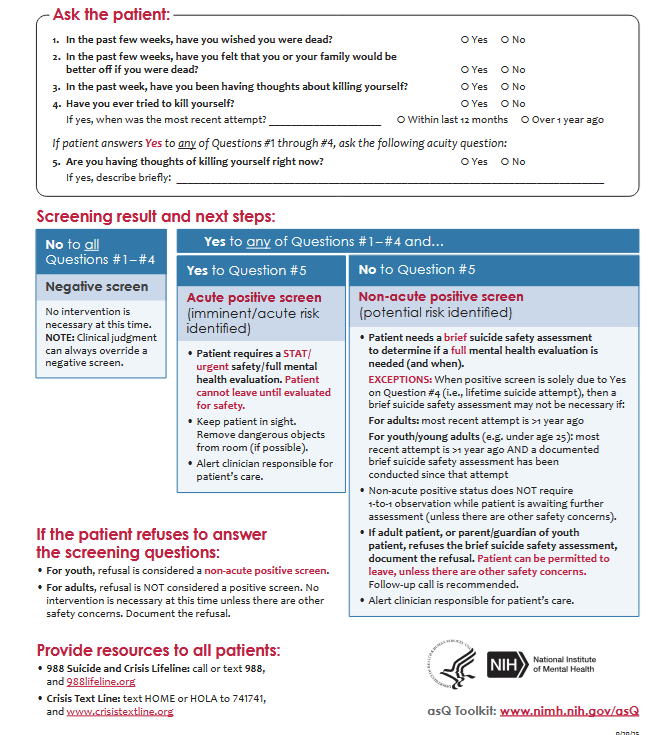 Ask the patient:
1. In the past few weeks, have you wished you were dead? Yes No
2. In the past few weeks, have you felt that you or your family would be
better off if you were dead? Yes No
3. In the past week, have you been having thoughts about killing yourself? Yes No
4. Have you ever tried to kill yourself? Yes No
If yes, when was the most recent attempt? Within last 12 months Over 1 year ago
If patient answers Yes to any of Questions #1 through #4, ask the following acuity question:
5. Are you having thoughts of killing yourself right now? Yes No
If yes, describe briefly:
Screening result and next steps:
No to all
Questions #1–#4
Negative screen
No intervention is
necessary at this time.
NOTE: Clinical judgment
can always override a
negative screen.
Yes to any of Questions #1–#4 and...
Yes to Question #5
Acute positive screen
(imminent/acute risk
identified)
• Patient requires a STAT/
urgent safety/full mental
health evaluation. Patient
cannot leave until evaluated
for safety.
• Keep patient in sight.
Remove dangerous objects
from room (if possible).
• Alert clinician responsible for
patient's care.
No to Question #5
Non-acute positive screen
(potential risk identified)
• Patient needs a brief suicide safety assessment
to determine if a full mental health evaluation is
needed (and when).
EXCEPTIONS: When positive screen is solely due to Yes
on Question #4 (i.e., lifetime suicide attempt), then a
brief suicide safety assessment may not be necessary if:
For adults: most recent attempt is >1 year ago
For youth/young adults (e.g. under age 25): most
recent attempt is >1 year ago AND a documented
brief suicide safety assessment has been
conducted since that attempt
• Non-acute positive status does NOT require
1-to-1 observation while patient is awaiting further
assessment (unless there are other safety concerns).
• If adult patient, or parent/guardian of youth
patient, refuses the brief suicide safety assessment,
document the refusal. Patient can be permitted to
leave, unless there are other safety concerns.
Follow-up call is recommended.
• Alert clinician responsible for patient's care.
If the patient refuses to answer
the screening questions:
• For youth, refusal is considered a non-acute positive screen.
• For adults, refusal is NOT considered a positive screen. No
intervention is necessary at this time unless there are other
safety concerns. Document the refusal.
Provide resources to all patients:
• 988 Suicide and Crisis Lifeline: call or text 988,
and 988lifeline.org
• Crisis Text Line: text HOME or HOLA to 741741,
and www.crisistextline.org
NIH National Institute
of Mental Health
asQ Toolkit: www.nimh.nih.gov/asQ